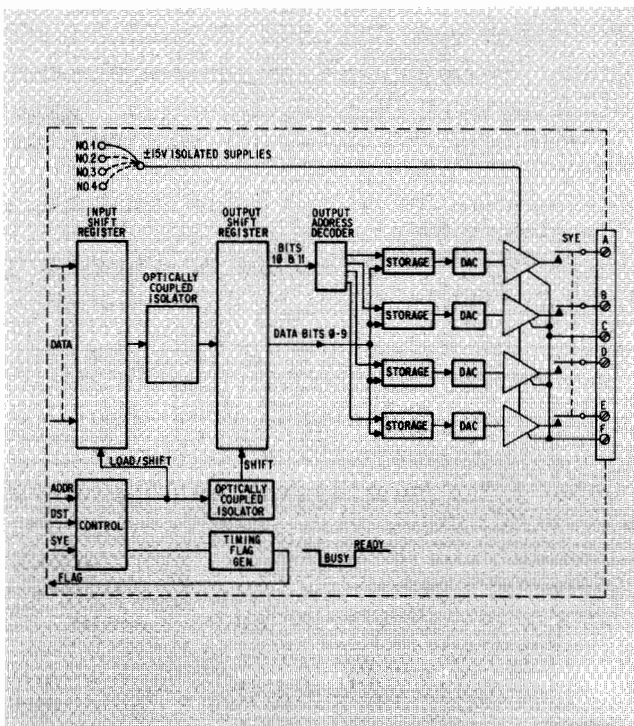 NO.1
NO.2
NO.3
NO.4
±15V ISOLATED SUPPLIES
INPUT
SHIFT
REGISTER
OUTPUT
SHIFT
REGISTER
OUTPUT
ADDRESS
DECODER
BITS
10 & 11
OPTICALLY
COUPLED
ISOLATOR
DATA
DATA BITS 0-9
STORAGE
DAC
STORAGE
DAC
STORAGE
DAC
STORAGE
DAC
SYE
A
B
C
D
E
F
LOAD/SHIFT
SHIFT
ADDR
DST
SYE
CONTROL
OPTICALLY
COUPLED
ISOLATOR
TIMING
FLAG
GEN.
BUSY
READY
FLAG